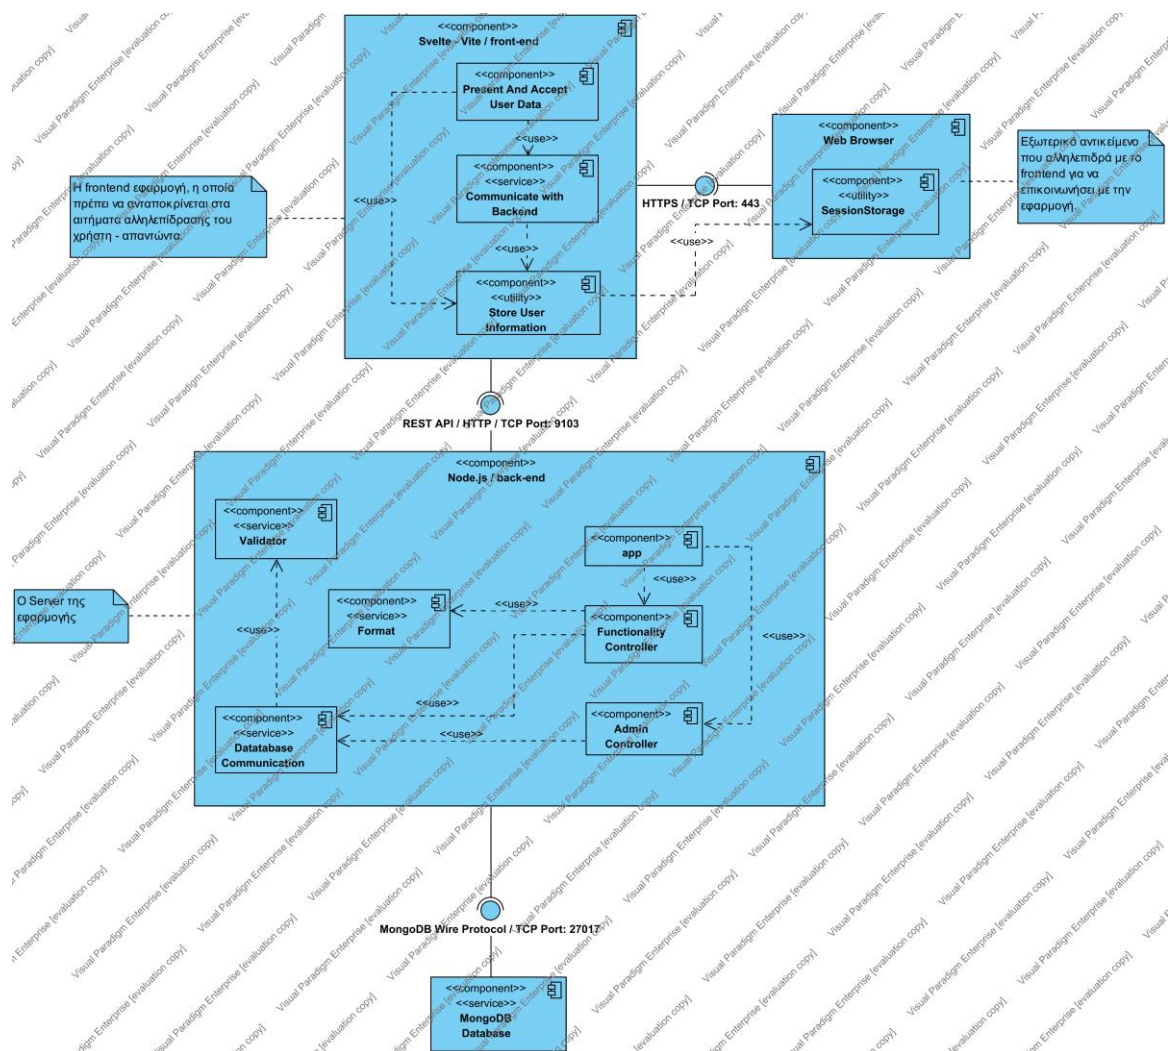 <<component>>
Svelte - Vite / front-end
<<component>>
Present And Accept
User Data
<<use>>
<<component>>
<<service>>
Communicate with
Backend
<<use>>
<<use>>
<<component>>
<<utility>>
Store User
Information
Η frontend εφαρμογή, η οποία
πρέπει να ανταποκρίνεται στα
αιτήματα αλληλεπίδρασης του
χρήστη - απαντώντα.
HTTPS / TCP Port: 443
<<use>>
<<component>>
Web Browser
<<component>>
<<utility>>
SessionStorage
Εξωτερικό αντικείμενο
που αλληλεπιδρά με το
frontend για να
επικοινωνήσει με την
εφαρμογή.
REST API / HTTP / TCP Port: 9103
<<component>>
Node.js / back-end
<<component>>
<<service>>
Validator
<<component>>
app
<<use>>
<<component>>
<<service>>
Format
<<use>>
<<component>>
Functionality
Controller
<<use>>
<<use>>
Ο Server της
εφαρμογής
<<component>>
<<service>>
Datatabase
Communication
<<use>>
<<use>>
<<component>>
Admin
Controller
MongoDB Wire Protocol / TCP Port: 27017
<<component>>
<<service>>
MongoDB
Database
Visual Paradigm Enterprise [evaluation copy]